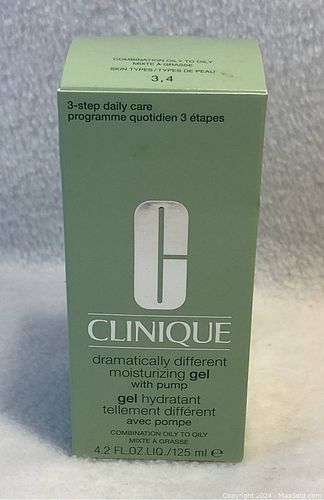 COMBINATION OILY TO OILY
MIXTE À GRASSE
SKIN TYPES/TYPES DE PEAU
3,4
3-step daily care
programme quotidien 3 étapes
C
CLINIQUE
dramatically different
moisturizing gel
with pump
gel hydratant
tellement différent
avec pompe
COMBINATION OILY TO OILY
MIXTE À GRASSE
4.2 FL.OZ.LIQ./125 ml ℮
Copyright 2024 - MaxSold.com